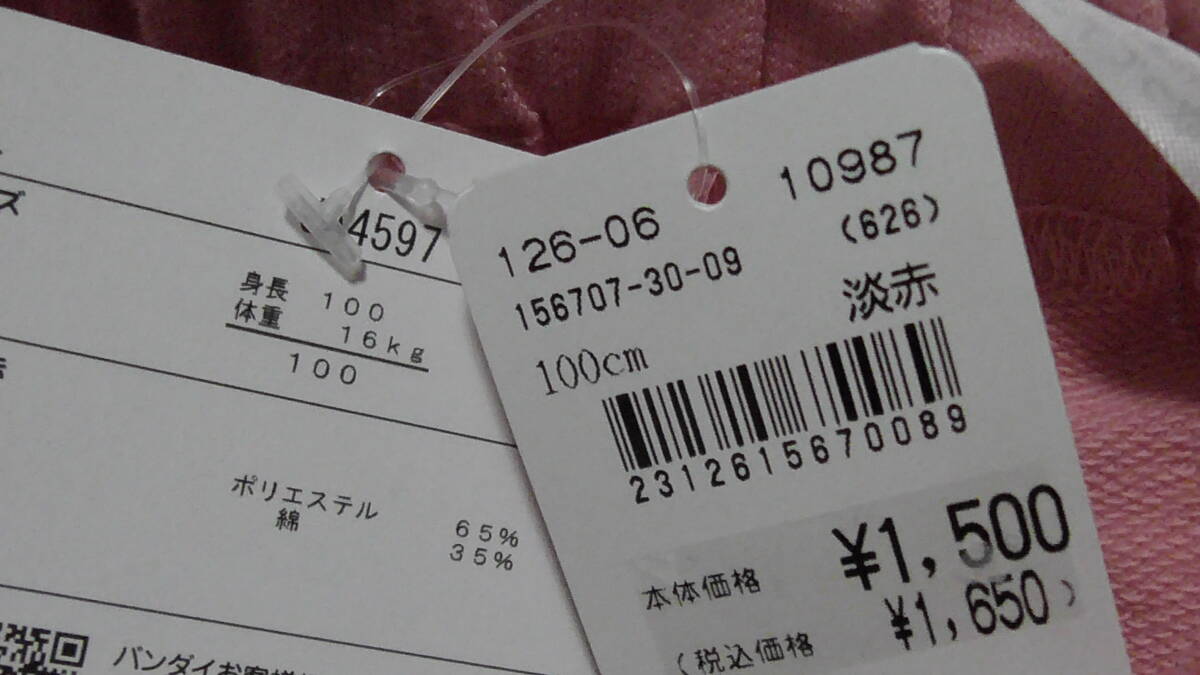 ズ
4597
身長 100
体重 16kg
100
ポリエステル 65%
綿 35%
バンダイお客様
10987
126-06
(626)
156707-30-09
淡赤
100cm
2312615670089
本体価格 ¥1,500
(税込価格 ¥1,650)